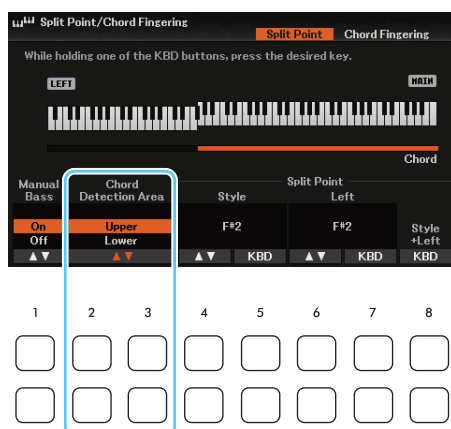 Split Point/Chord Fingering
Split Point Chord Fingering
While holding one of the KBD buttons, press the desired key.
LEFT MAIN
Chord
Manual Bass Chord Detection Area Split Point
Style Left
On Upper F#2 F#2 Style +Left
Off Lower
▲▼ ▲▼ ▲▼ KBD ▲▼ KBD KBD
1 2 3 4 5 6 7 8